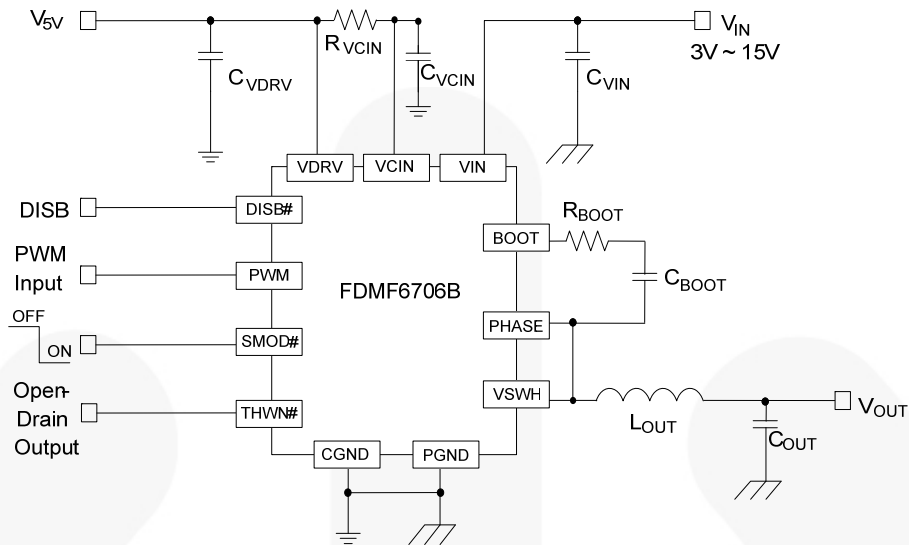 V5V
RVCIN
CVDRV
CVCIN
CVIN
VIN
3V ~ 15V
VDRV
VCIN
VIN
DISB
DISB#
PWM
Input
PWM
OFF
ON
SMOD#
Open-
Drain
Output
THWN#
FDMF6706B
BOOT
RBOOT
CBOOT
PHASE
VSWH
LOUT
VOUT
COUT
CGND
PGND